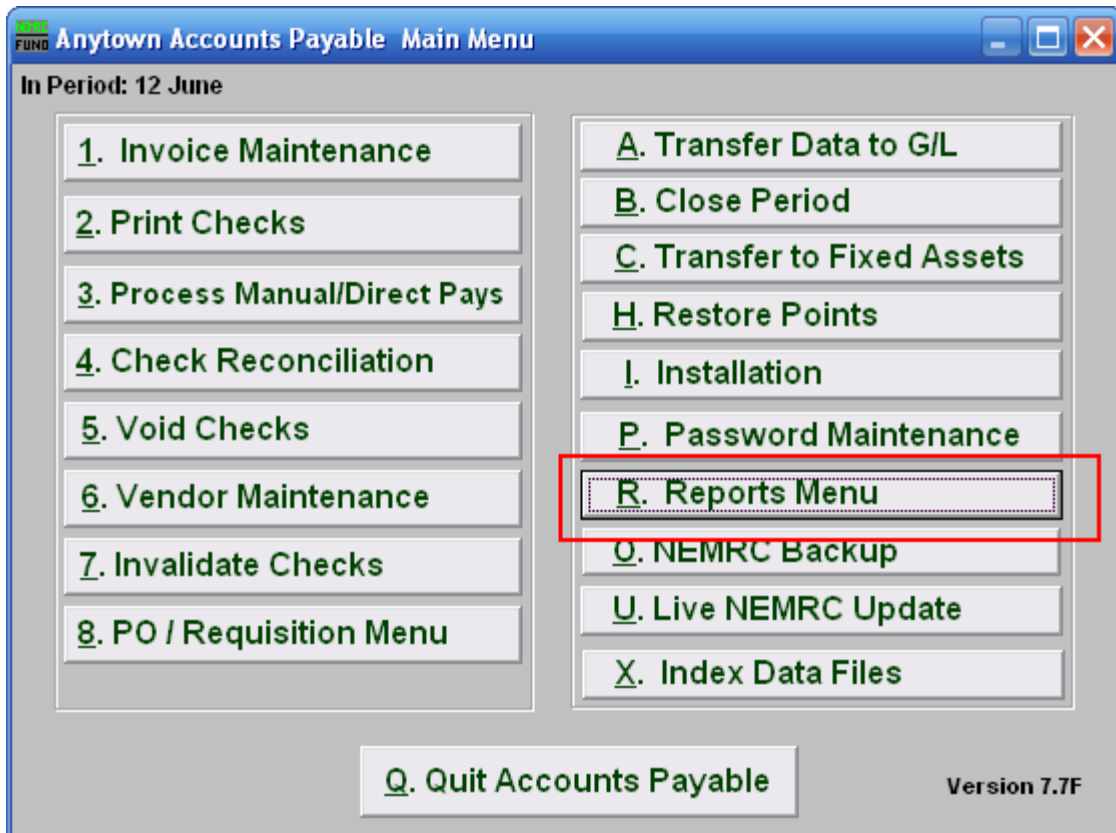 NEMRC
FUND Anytown Accounts Payable Main Menu
In Period: 12 June
1. Invoice Maintenance
2. Print Checks
3. Process Manual/Direct Pays
4. Check Reconciliation
5. Void Checks
6. Vendor Maintenance
7. Invalidate Checks
8. PO / Requisition Menu
A. Transfer Data to G/L
B. Close Period
C. Transfer to Fixed Assets
H. Restore Points
I. Installation
P. Password Maintenance
R. Reports Menu
O. NEMRC Backup
U. Live NEMRC Update
X. Index Data Files
Q. Quit Accounts Payable
Version 7.7F